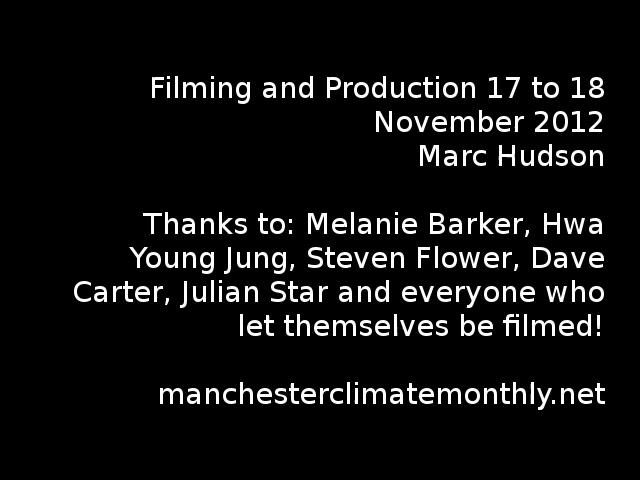 Filming and Production 17 to 18
November 2012
Marc Hudson
Thanks to: Melanie Barker, Hwa
Young Jung, Steven Flower, Dave
Carter, Julian Star and everyone who
let themselves be filmed!
manchesterclimatemonthly.net